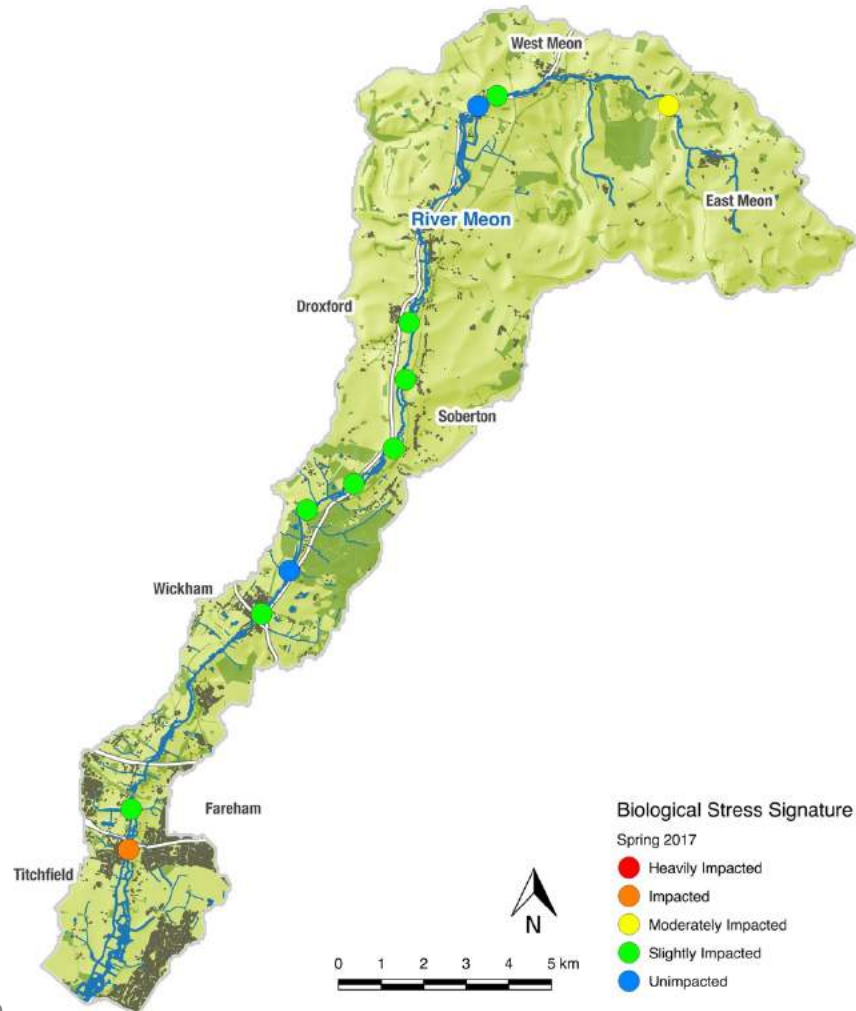 West Meon
East Meon
River Meon
Droxford
Soberton
Wickham
Fareham
Titchfield
Biological Stress Signature
Spring 2017
Heavily Impacted
Impacted
Moderately Impacted
Slightly Impacted
Unimpacted
N
0 1 2 3 4 5 km